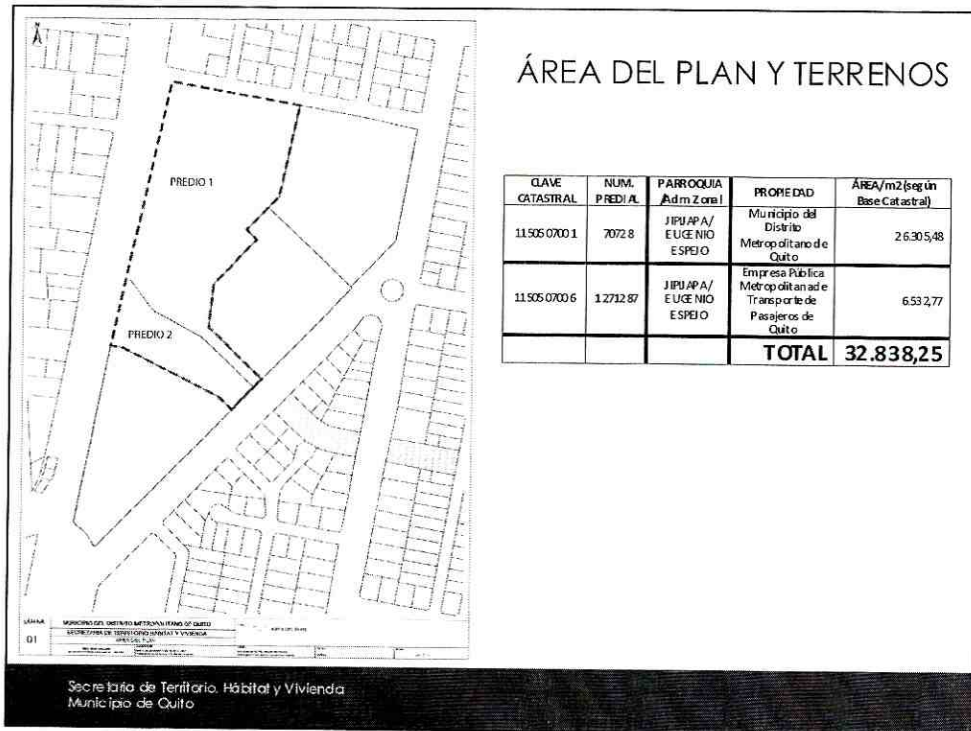 N
PREDIO 1
PREDIO 2
ÁREA DEL PLAN Y TERRENOS
CLAVE CATASTRAL NUM. PREDIAL PARROQUIA /Adm Zonal PROPIEDAD ÁREA/m2 (según Base Catastral)
11505 07001 70728 JIPIJAPA/ EUGENIO ESPEJO Municipio del Distrito Metropolitano de Quito 26.305,48
11505 07006 1271287 JIPIJAPA/ EUGENIO ESPEJO Empresa Pública Metropolitana de Transporte de Pasajeros de Quito 6.532,77
TOTAL 32.838,25
LÁMINA
01
MUNICIPIO DEL DISTRITO METROPOLITANO DE QUITO
SECRETARIA DE TERRITORIO HÁBITAT Y VIVIENDA
Secretaría de Territorio, Hábitat y Vivienda
Municipio de Quito